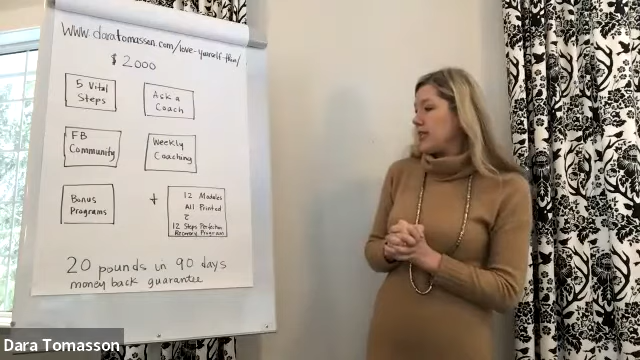 www.daratomasson.com/love-yourself-thin/
$2000
5 Vital
Steps
Ask a
Coach
FB
Community
Weekly
Coaching
Bonus
Programs
+
12 Modules
All Printed
12 Steps Perfection
Recovery Program
20 pounds in 90 days
money back guarantee
Dara Tomasson